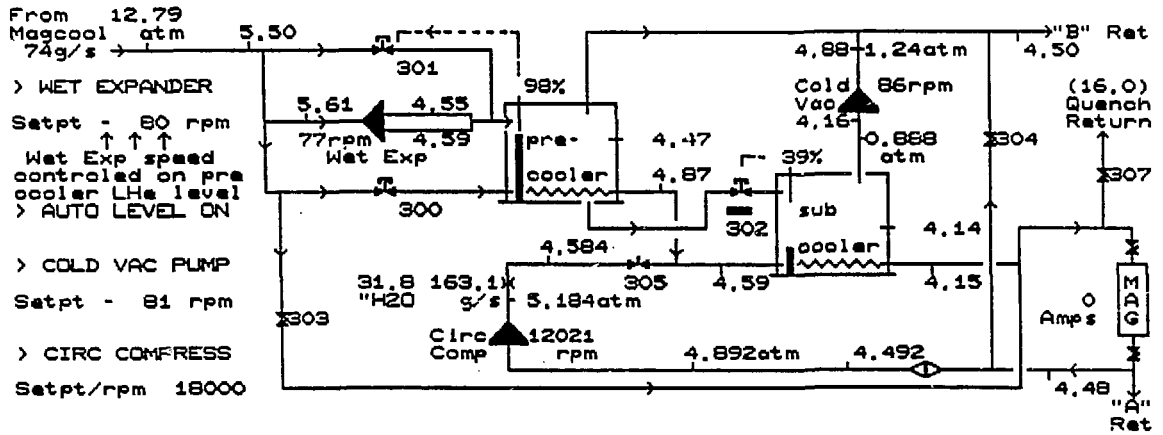 From 12.79
Magcool atm
74g/s
5.50
301
> WET EXPANDER
Setpt - 80 rpm
Wet Exp speed
controled on pre
cooler LHe level
> AUTO LEVEL ON
5.61
4.55
77rpm
4.59
Wet Exp
300
98%
pre-
cooler
4.47
4.87
302
39%
sub
cooler
4.14
4.15
4.88
1.24atm
Cold
Vac
86rpm
4.16
0.888
atm
"B" Ret
4.50
(16.0)
Quench
Return
304
307
> COLD VAC PUMP
Setpt - 81 rpm
303
4.584
31.8
"H2O
163.1
g/s
305
4.59
5.184atm
Circ
Comp
12021
rpm
4.892atm
4.492
0
Amps
MAG
4.48
"A"
Ret
> CIRC COMPRESS
Setpt/rpm 18000